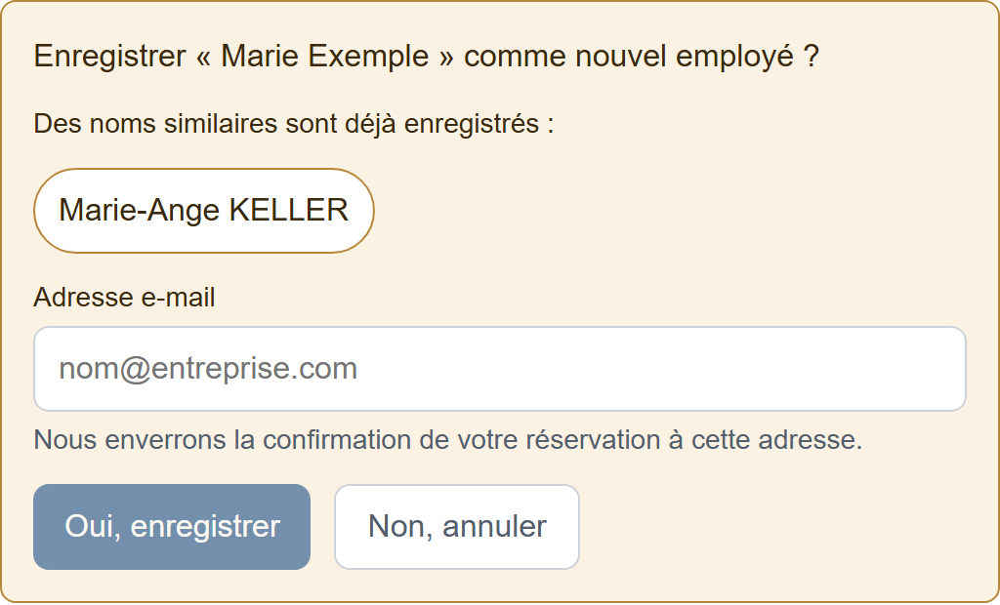 Enregistrer « Marie Exemple » comme nouvel employé ?
Des noms similaires sont déjà enregistrés :
Marie-Ange KELLER
Adresse e-mail
nom@entreprise.com
Nous enverrons la confirmation de votre réservation à cette adresse.
Oui, enregistrer
Non, annuler